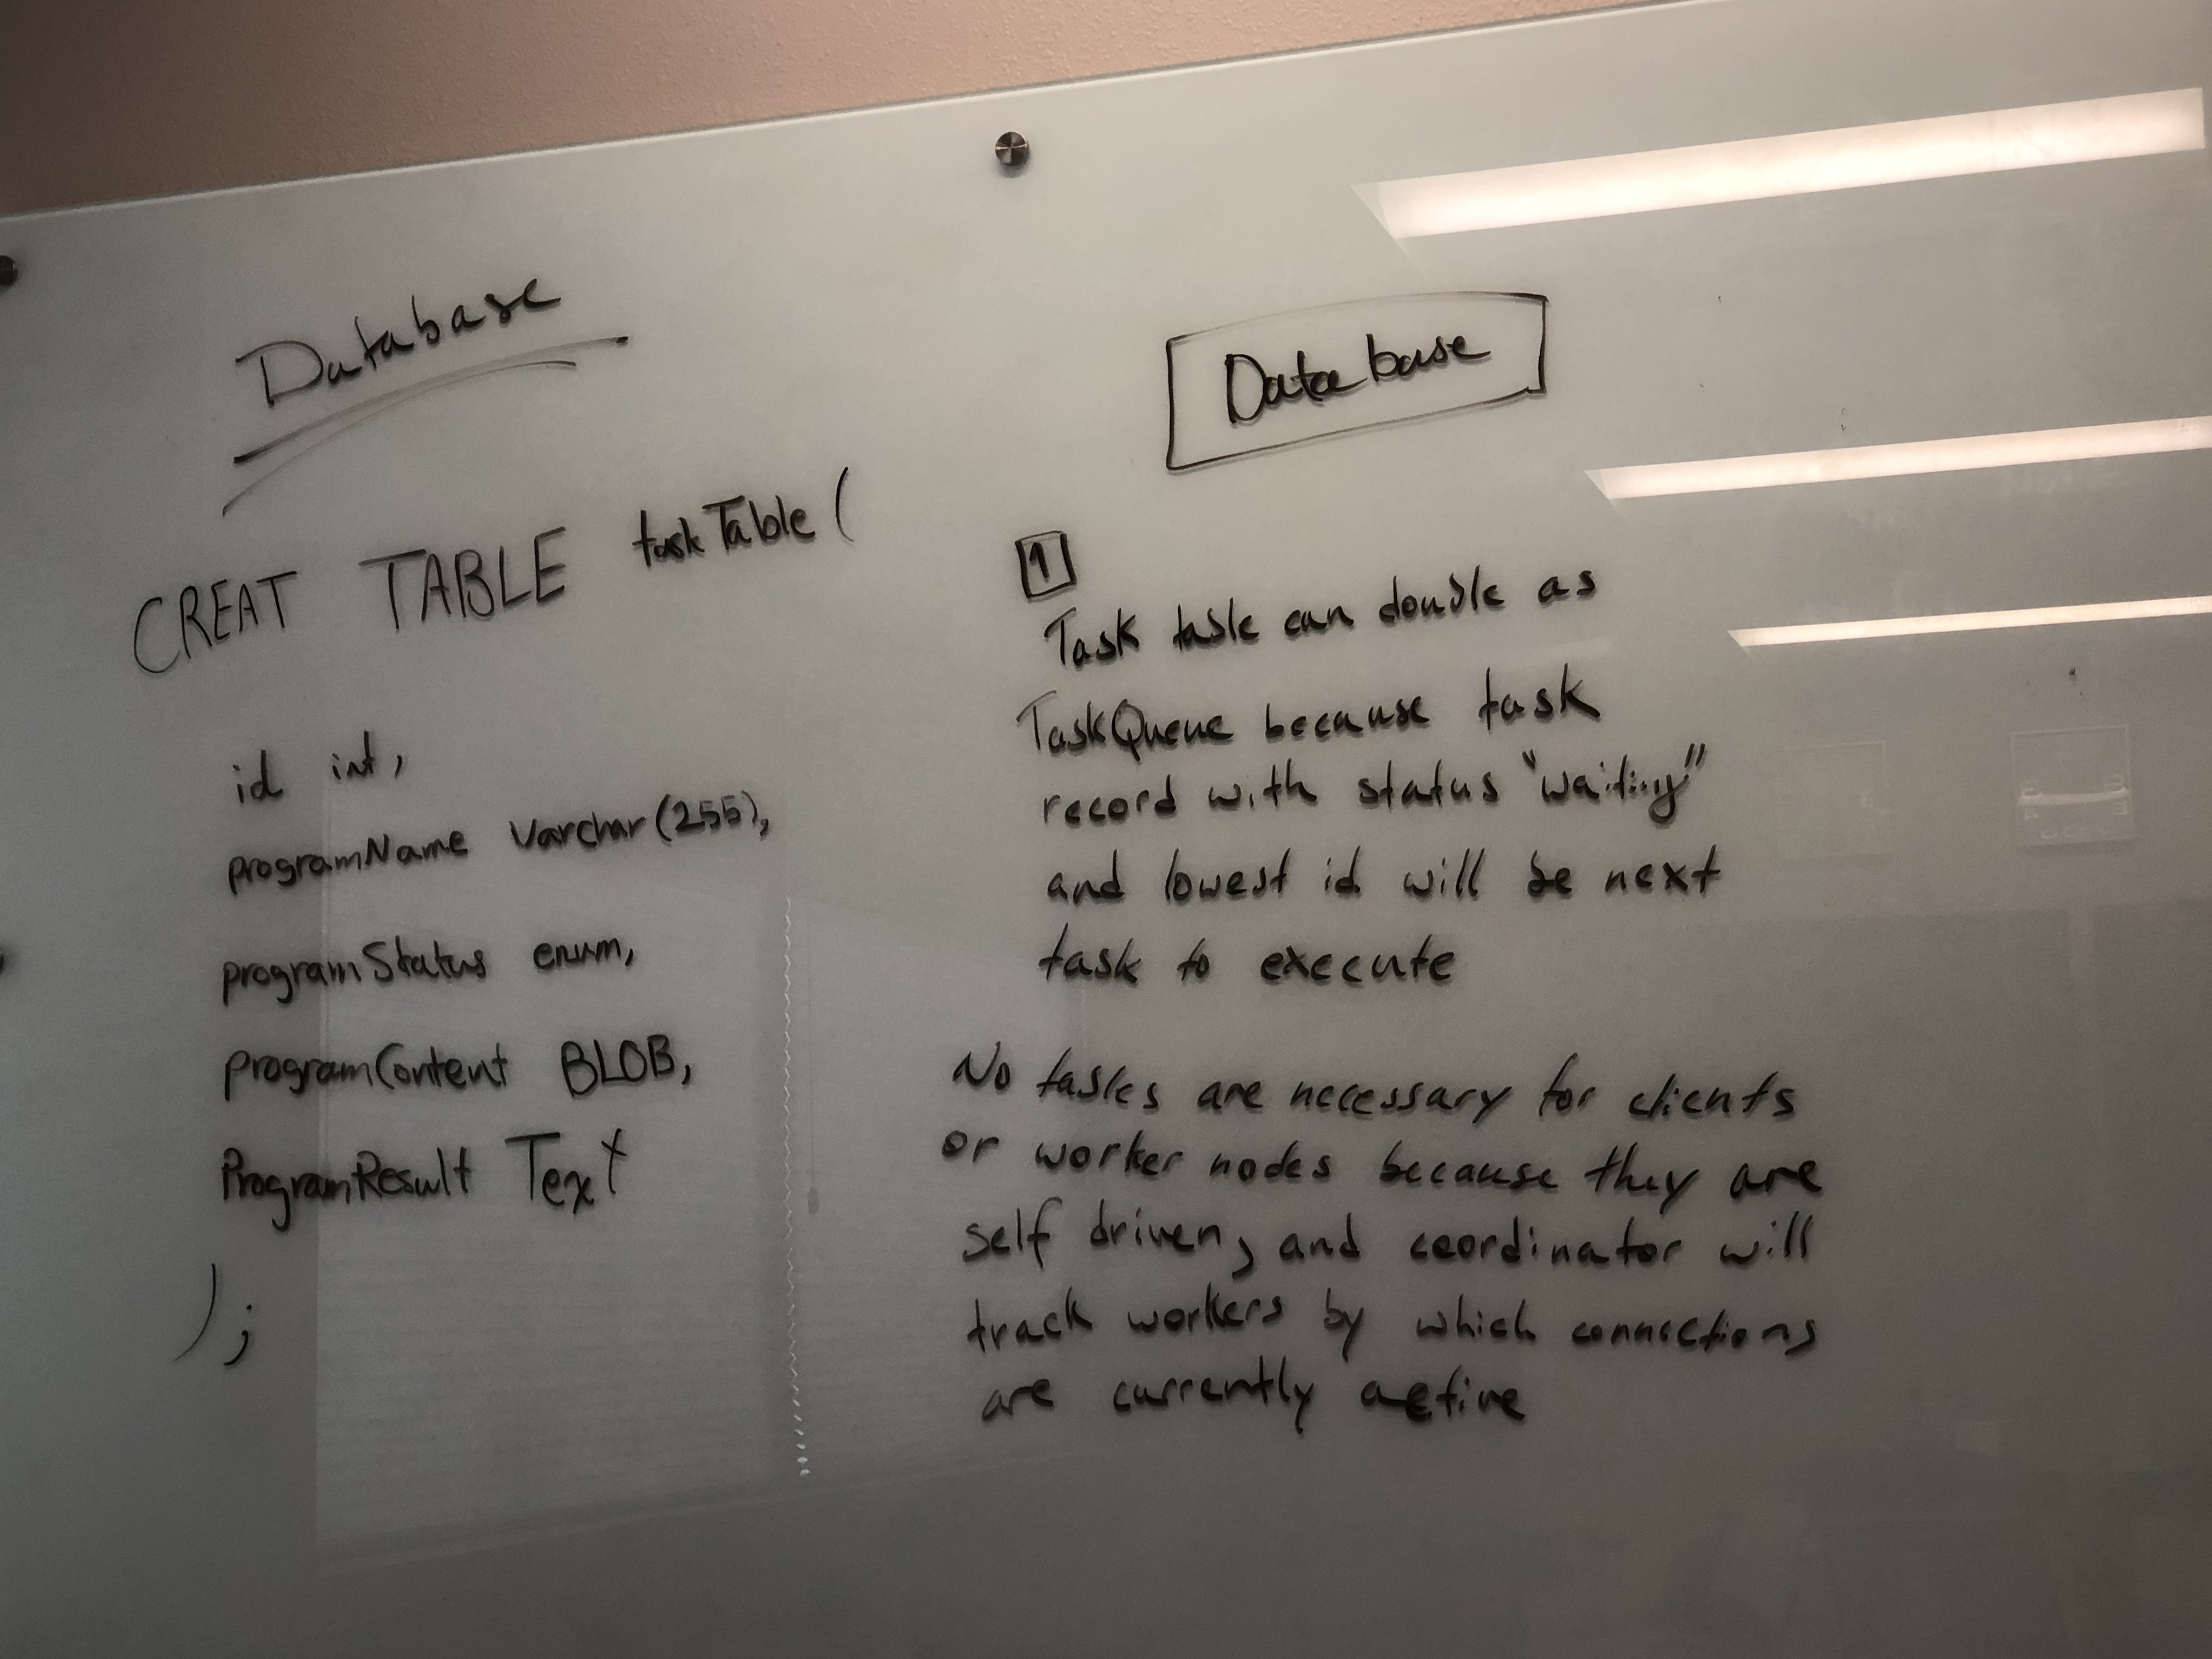 Database
CREAT TABLE taskTable (
id int,
programName Varchar(255),
programStatus enum,
programContent BLOB,
ProgramResult Text
);
Database
1
Task table can double as
TaskQueue because task
record with status "waiting"
and lowest id will be next
task to execute
No tasks are necessary for clients
or worker nodes because they are
self driven, and coordinator will
track workers by which connections
are currently active